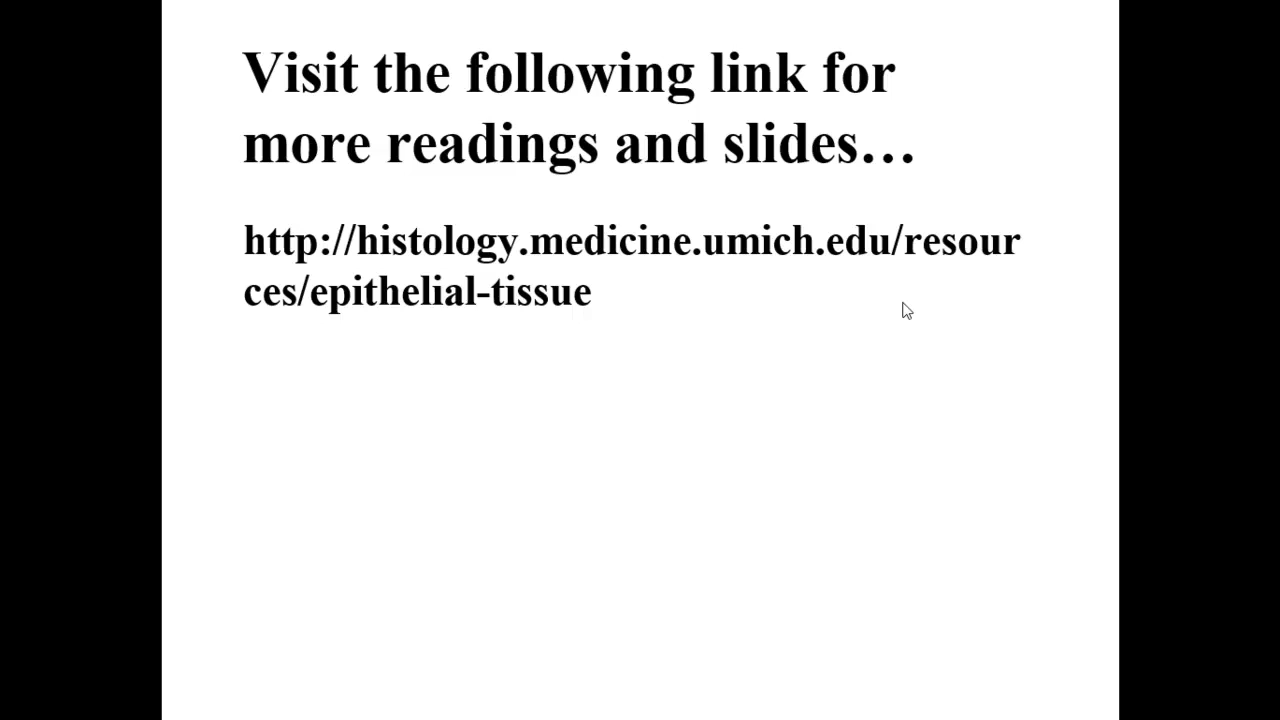 Visit the following link for
more readings and slides…
http://histology.medicine.umich.edu/resour
ces/epithelial-tissue